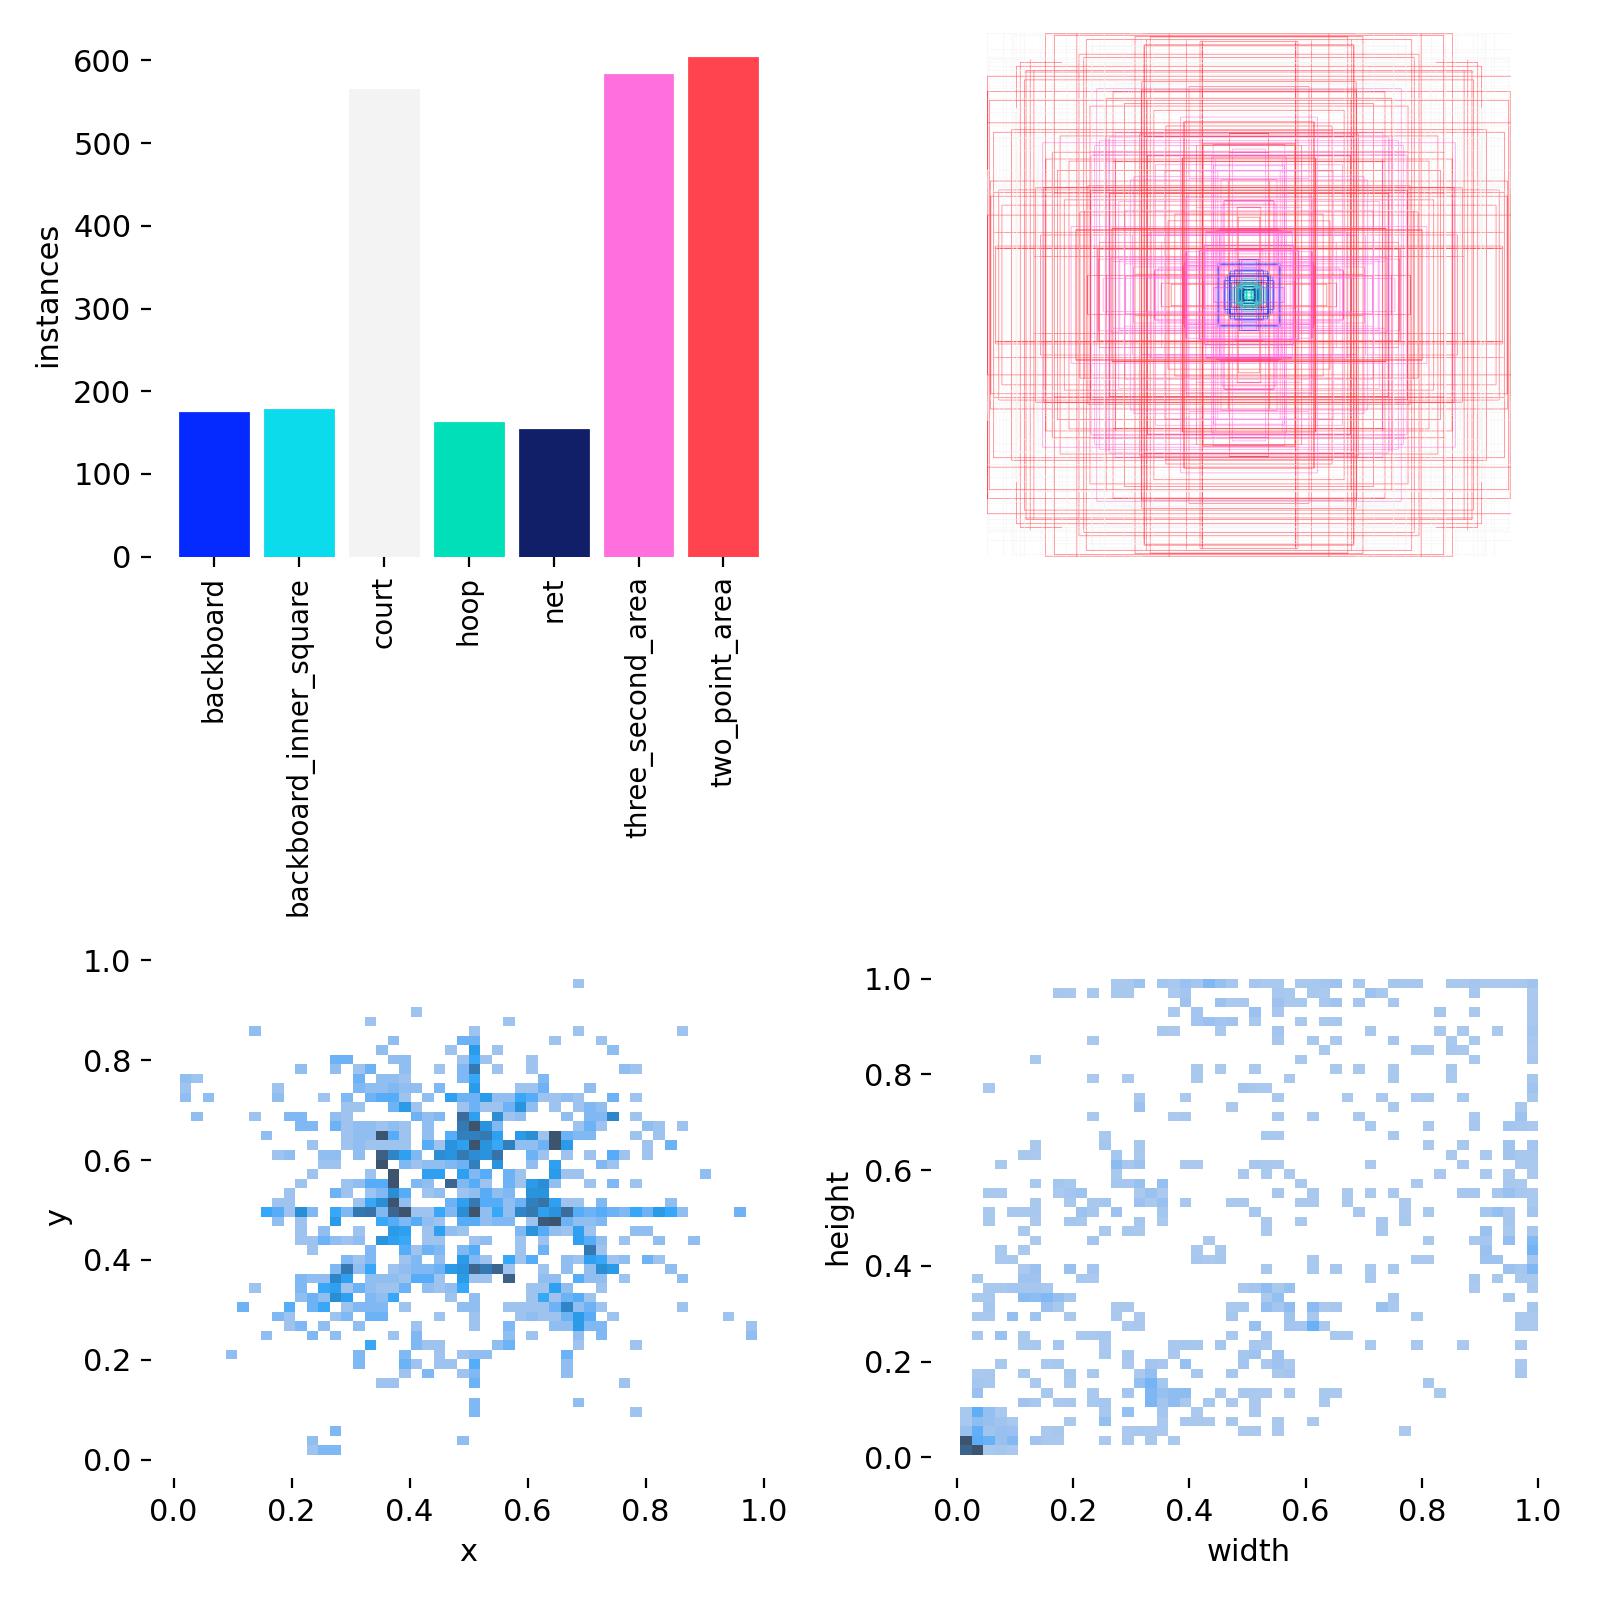 600
500
400
300
200
100
0
instances
backboard
backboard_inner_square
court
hoop
net
three_second_area
two_point_area
1.0
0.8
0.6
0.4
0.2
0.0
y
0.0 0.2 0.4 0.6 0.8 1.0
x
1.0
0.8
0.6
0.4
0.2
0.0
height
0.0 0.2 0.4 0.6 0.8 1.0
width